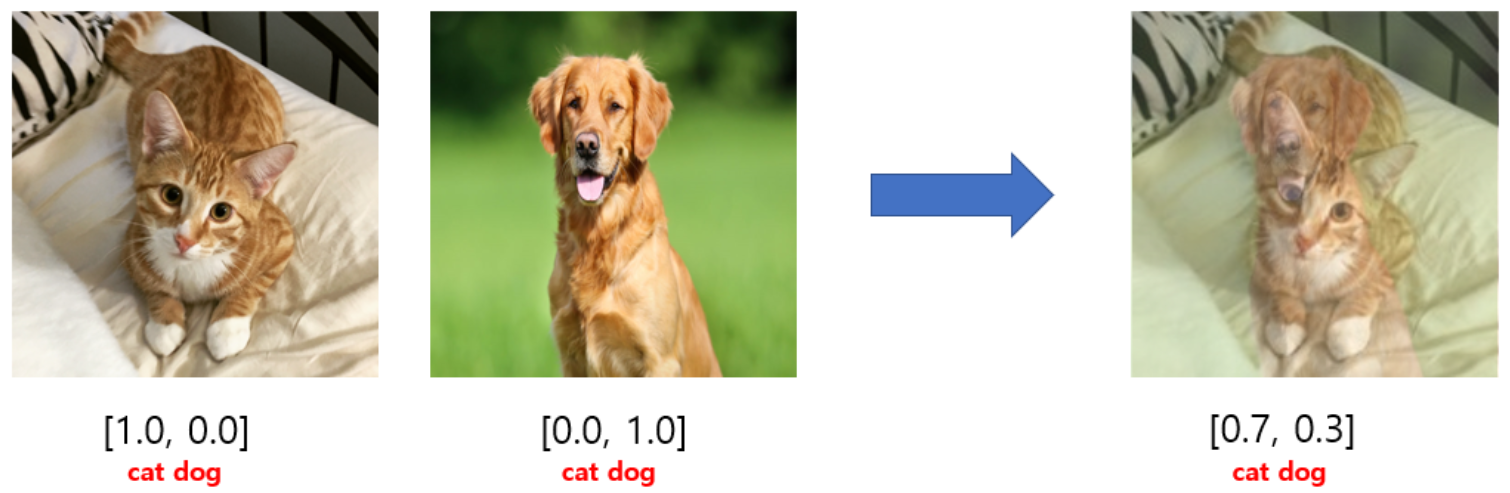 [1.0, 0.0]
cat dog
[0.0, 1.0]
cat dog
[0.7, 0.3]
cat dog